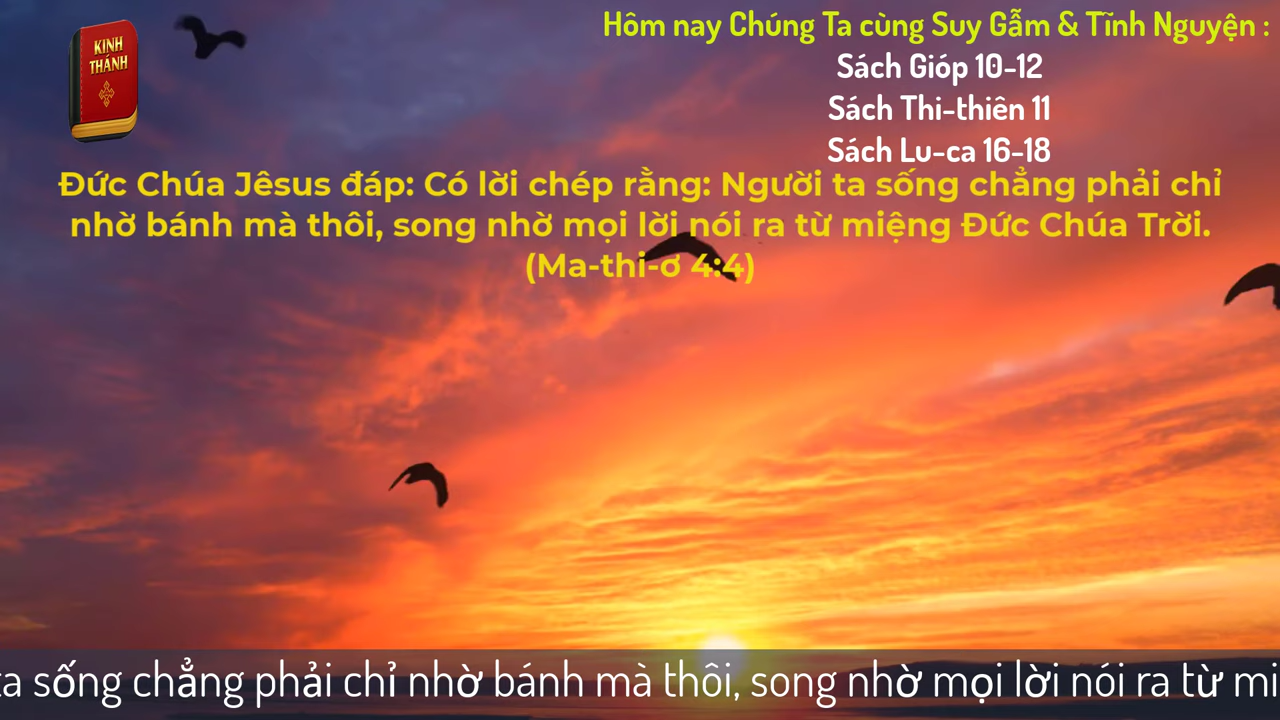 KINH
THÁNH
Hôm nay Chúng Ta cùng Suy Gẫm & Tĩnh Nguyện :
Sách Gióp 10-12
Sách Thi-thiên 11
Sách Lu-ca 16-18
Đức Chúa Jêsus đáp: Có lời chép rằng: Người ta sống chẳng phải chỉ
nhờ bánh mà thôi, song nhờ mọi lời nói ra từ miệng Đức Chúa Trời.
(Ma-thi-ơ 4:4)
ta sống chẳng phải chỉ nhờ bánh mà thôi, song nhờ mọi lời nói ra từ mi